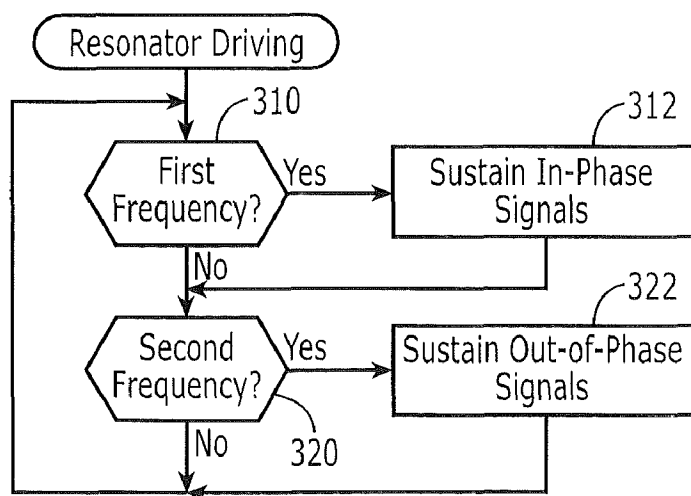 Resonator Driving
310
First
Frequency?
Yes
312
Sustain In-Phase
Signals
No
322
Second
Frequency?
Yes
Sustain Out-of-Phase
Signals
No
320